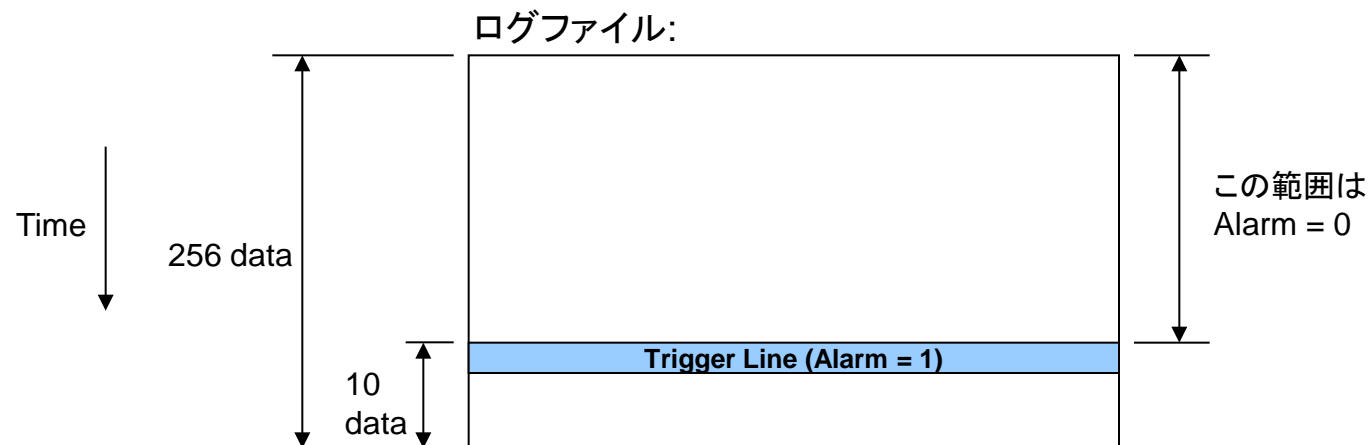 ログファイル:
Time
256 data
この範囲は
Alarm = 0
Trigger Line (Alarm = 1)
10
data